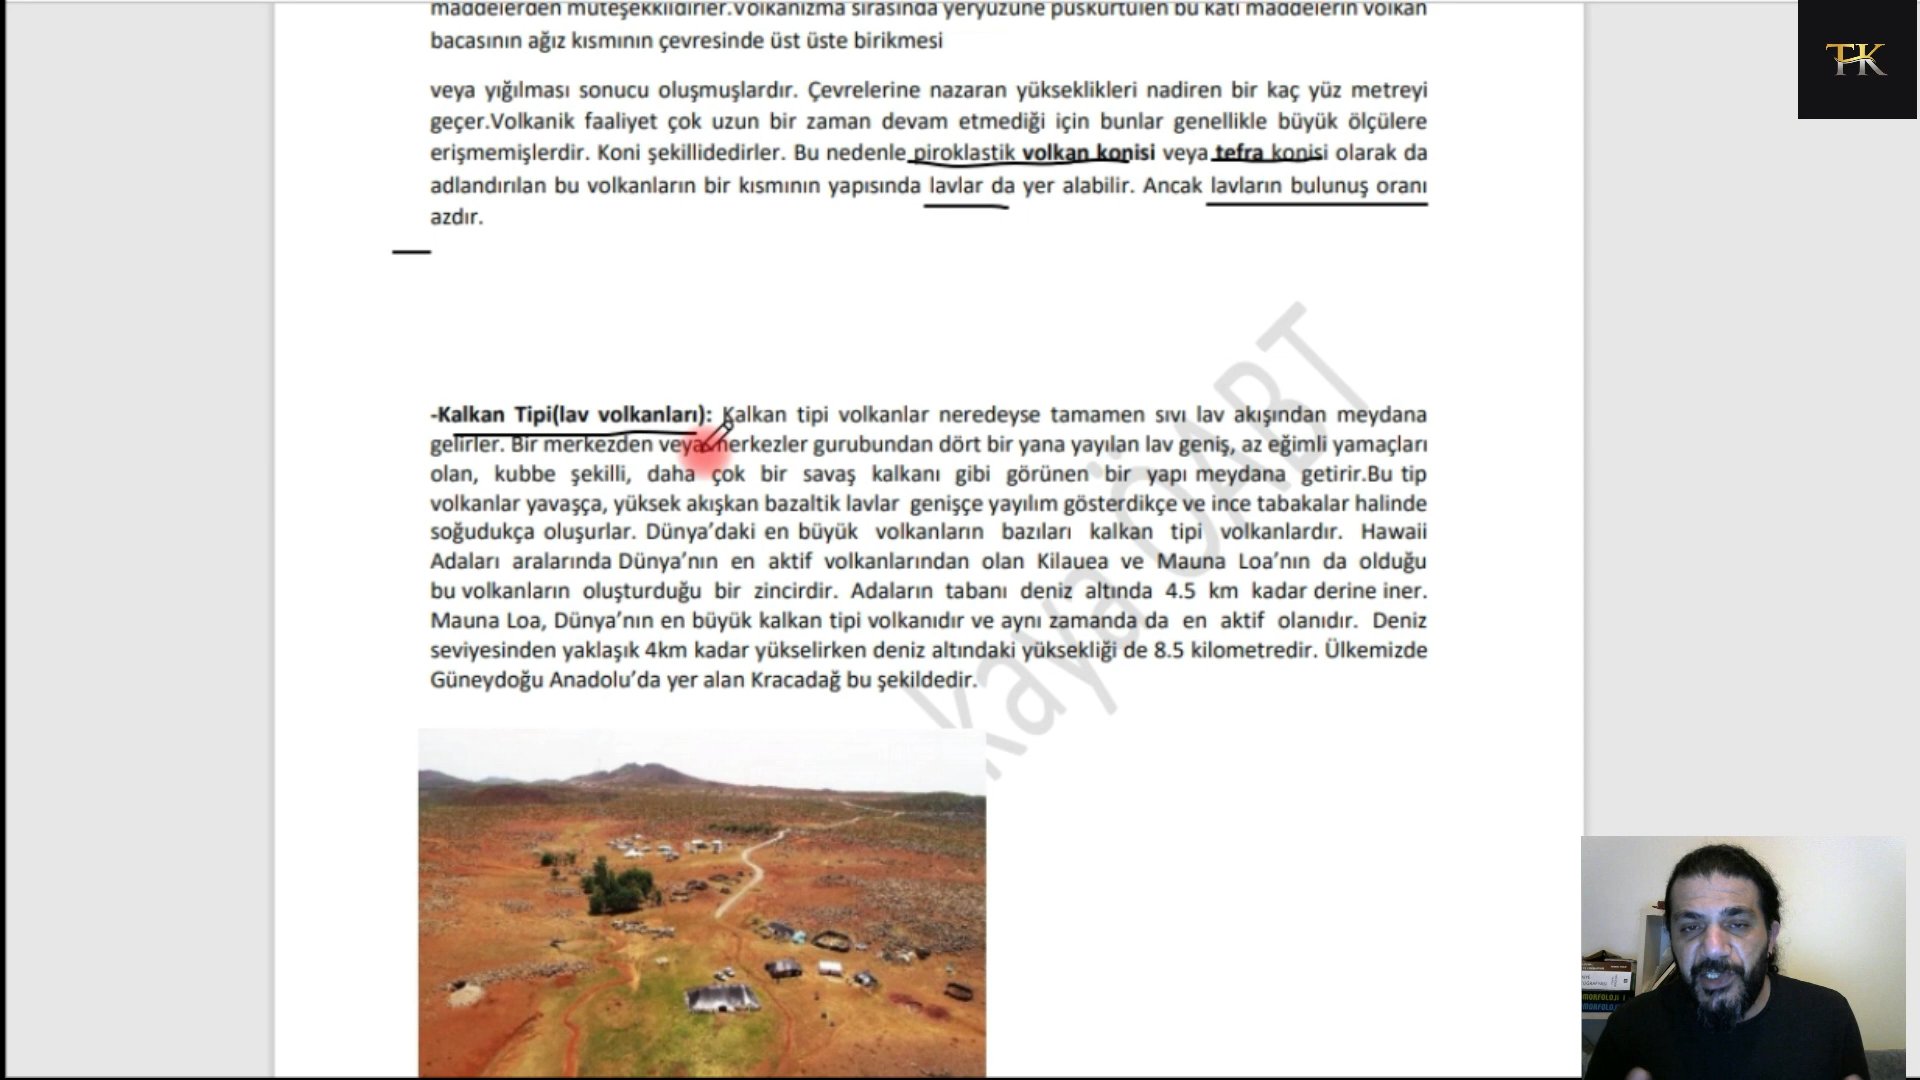 maddelerden müteşekkildirler.Volkanizma sırasında yeryüzüne püskürtülen bu katı maddelerin volkan
bacasının ağız kısmının çevresinde üst üste birikmesi
veya yığılması sonucu oluşmuşlardır. Çevrelerine nazaran yükseklikleri nadiren bir kaç yüz metreyi
geçer.Volkanik faaliyet çok uzun bir zaman devam etmediği için bunlar genellikle büyük ölçülere
erişmemişlerdir. Koni şekillidedirler. Bu nedenle piroklastik volkan konisi veya tefra konisi olarak da
adlandırılan bu volkanların bir kısmının yapısında lavlar da yer alabilir. Ancak lavların bulunuş oranı
azdır.
-Kalkan Tipi(lav volkanları): Kalkan tipi volkanlar neredeyse tamamen sıvı lav akışından meydana
gelirler. Bir merkezden veya merkezler gurubundan dört bir yana yayılan lav geniş, az eğimli yamaçları
olan, kubbe şekilli, daha çok bir savaş kalkanı gibi görünen bir yapı meydana getirir.Bu tip
volkanlar yavaşça, yüksek akışkan bazaltik lavlar genişçe yayılım gösterdikçe ve ince tabakalar halinde
soğudukça oluşurlar. Dünya’daki en büyük volkanların bazıları kalkan tipi volkanlardır. Hawaii
Adaları aralarında Dünya’nın en aktif volkanlarından olan Kilauea ve Mauna Loa’nın da olduğu
bu volkanların oluşturduğu bir zincirdir. Adaların tabanı deniz altında 4.5 km kadar derine iner.
Mauna Loa, Dünya’nın en büyük kalkan tipi volkanıdır ve aynı zamanda da en aktif olanıdır. Deniz
seviyesinden yaklaşık 4km kadar yükselirken deniz altındaki yüksekliği de 8.5 kilometredir. Ülkemizde
Güneydoğu Anadolu’da yer alan Kracadağ bu şekildedir.
kaya ÖABT
TK